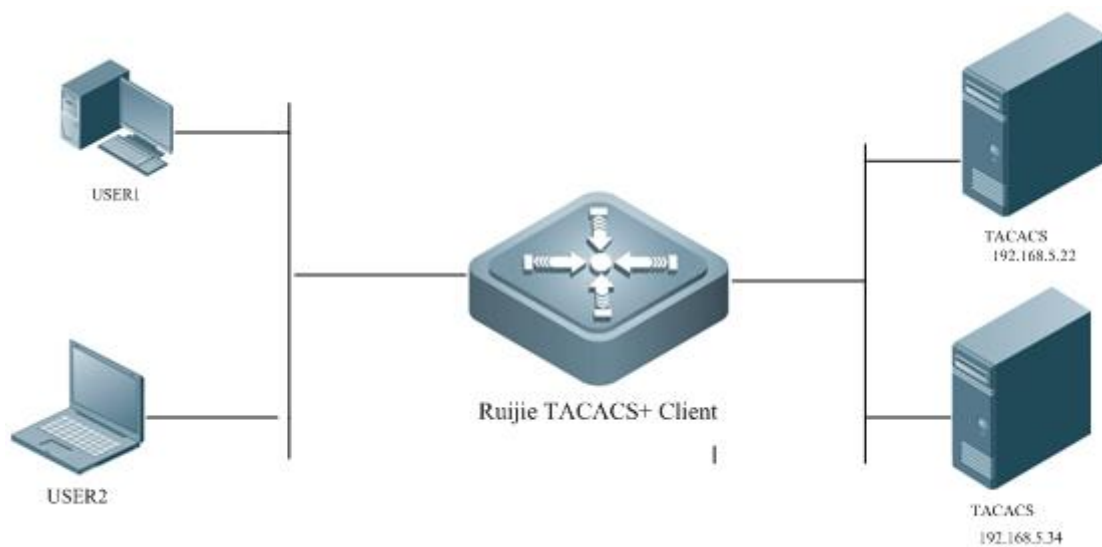 USER1
USER2
Ruijie TACACS+ Client
TACACS
192.168.5.22
TACACS
192.168.5.34